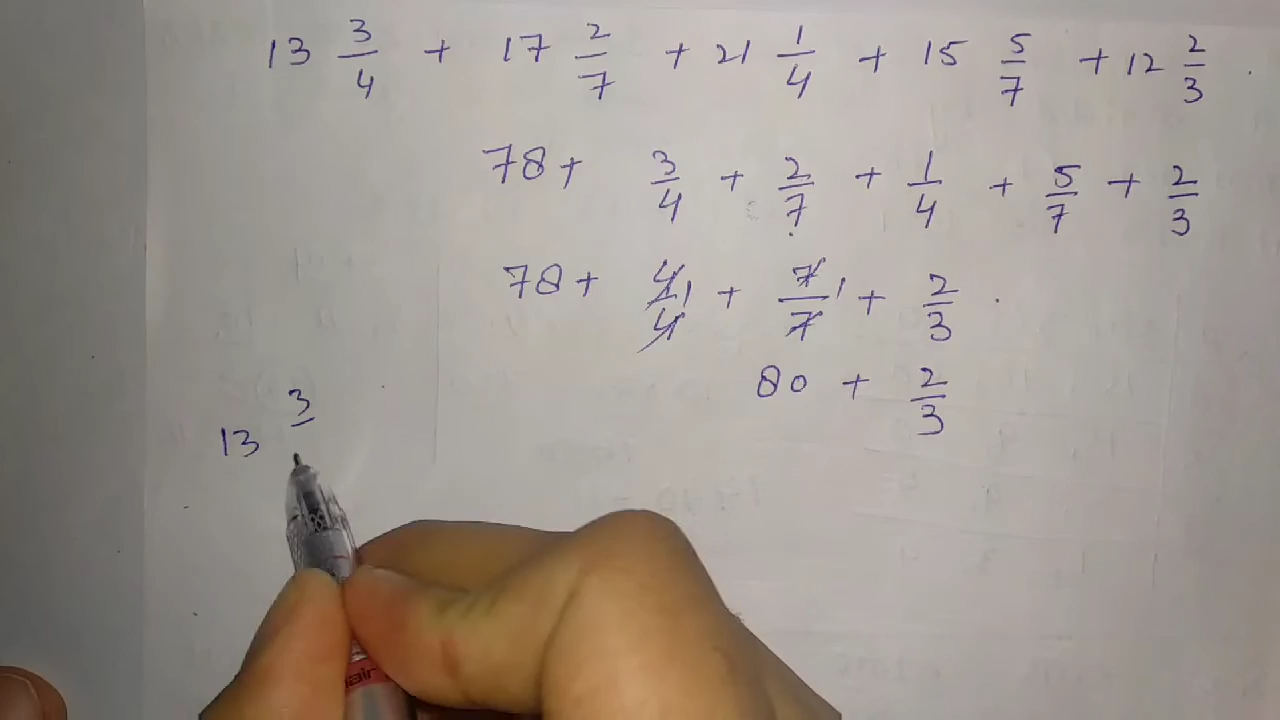 13 3/4 + 17 2/7 + 21 1/4 + 15 5/7 + 12 2/3 .
78 + 3/4 + 2/7 + 1/4 + 5/7 + 2/3
78 + 4/4 1 + 7/7 1 + 2/3 .
80 + 2/3
13 3/